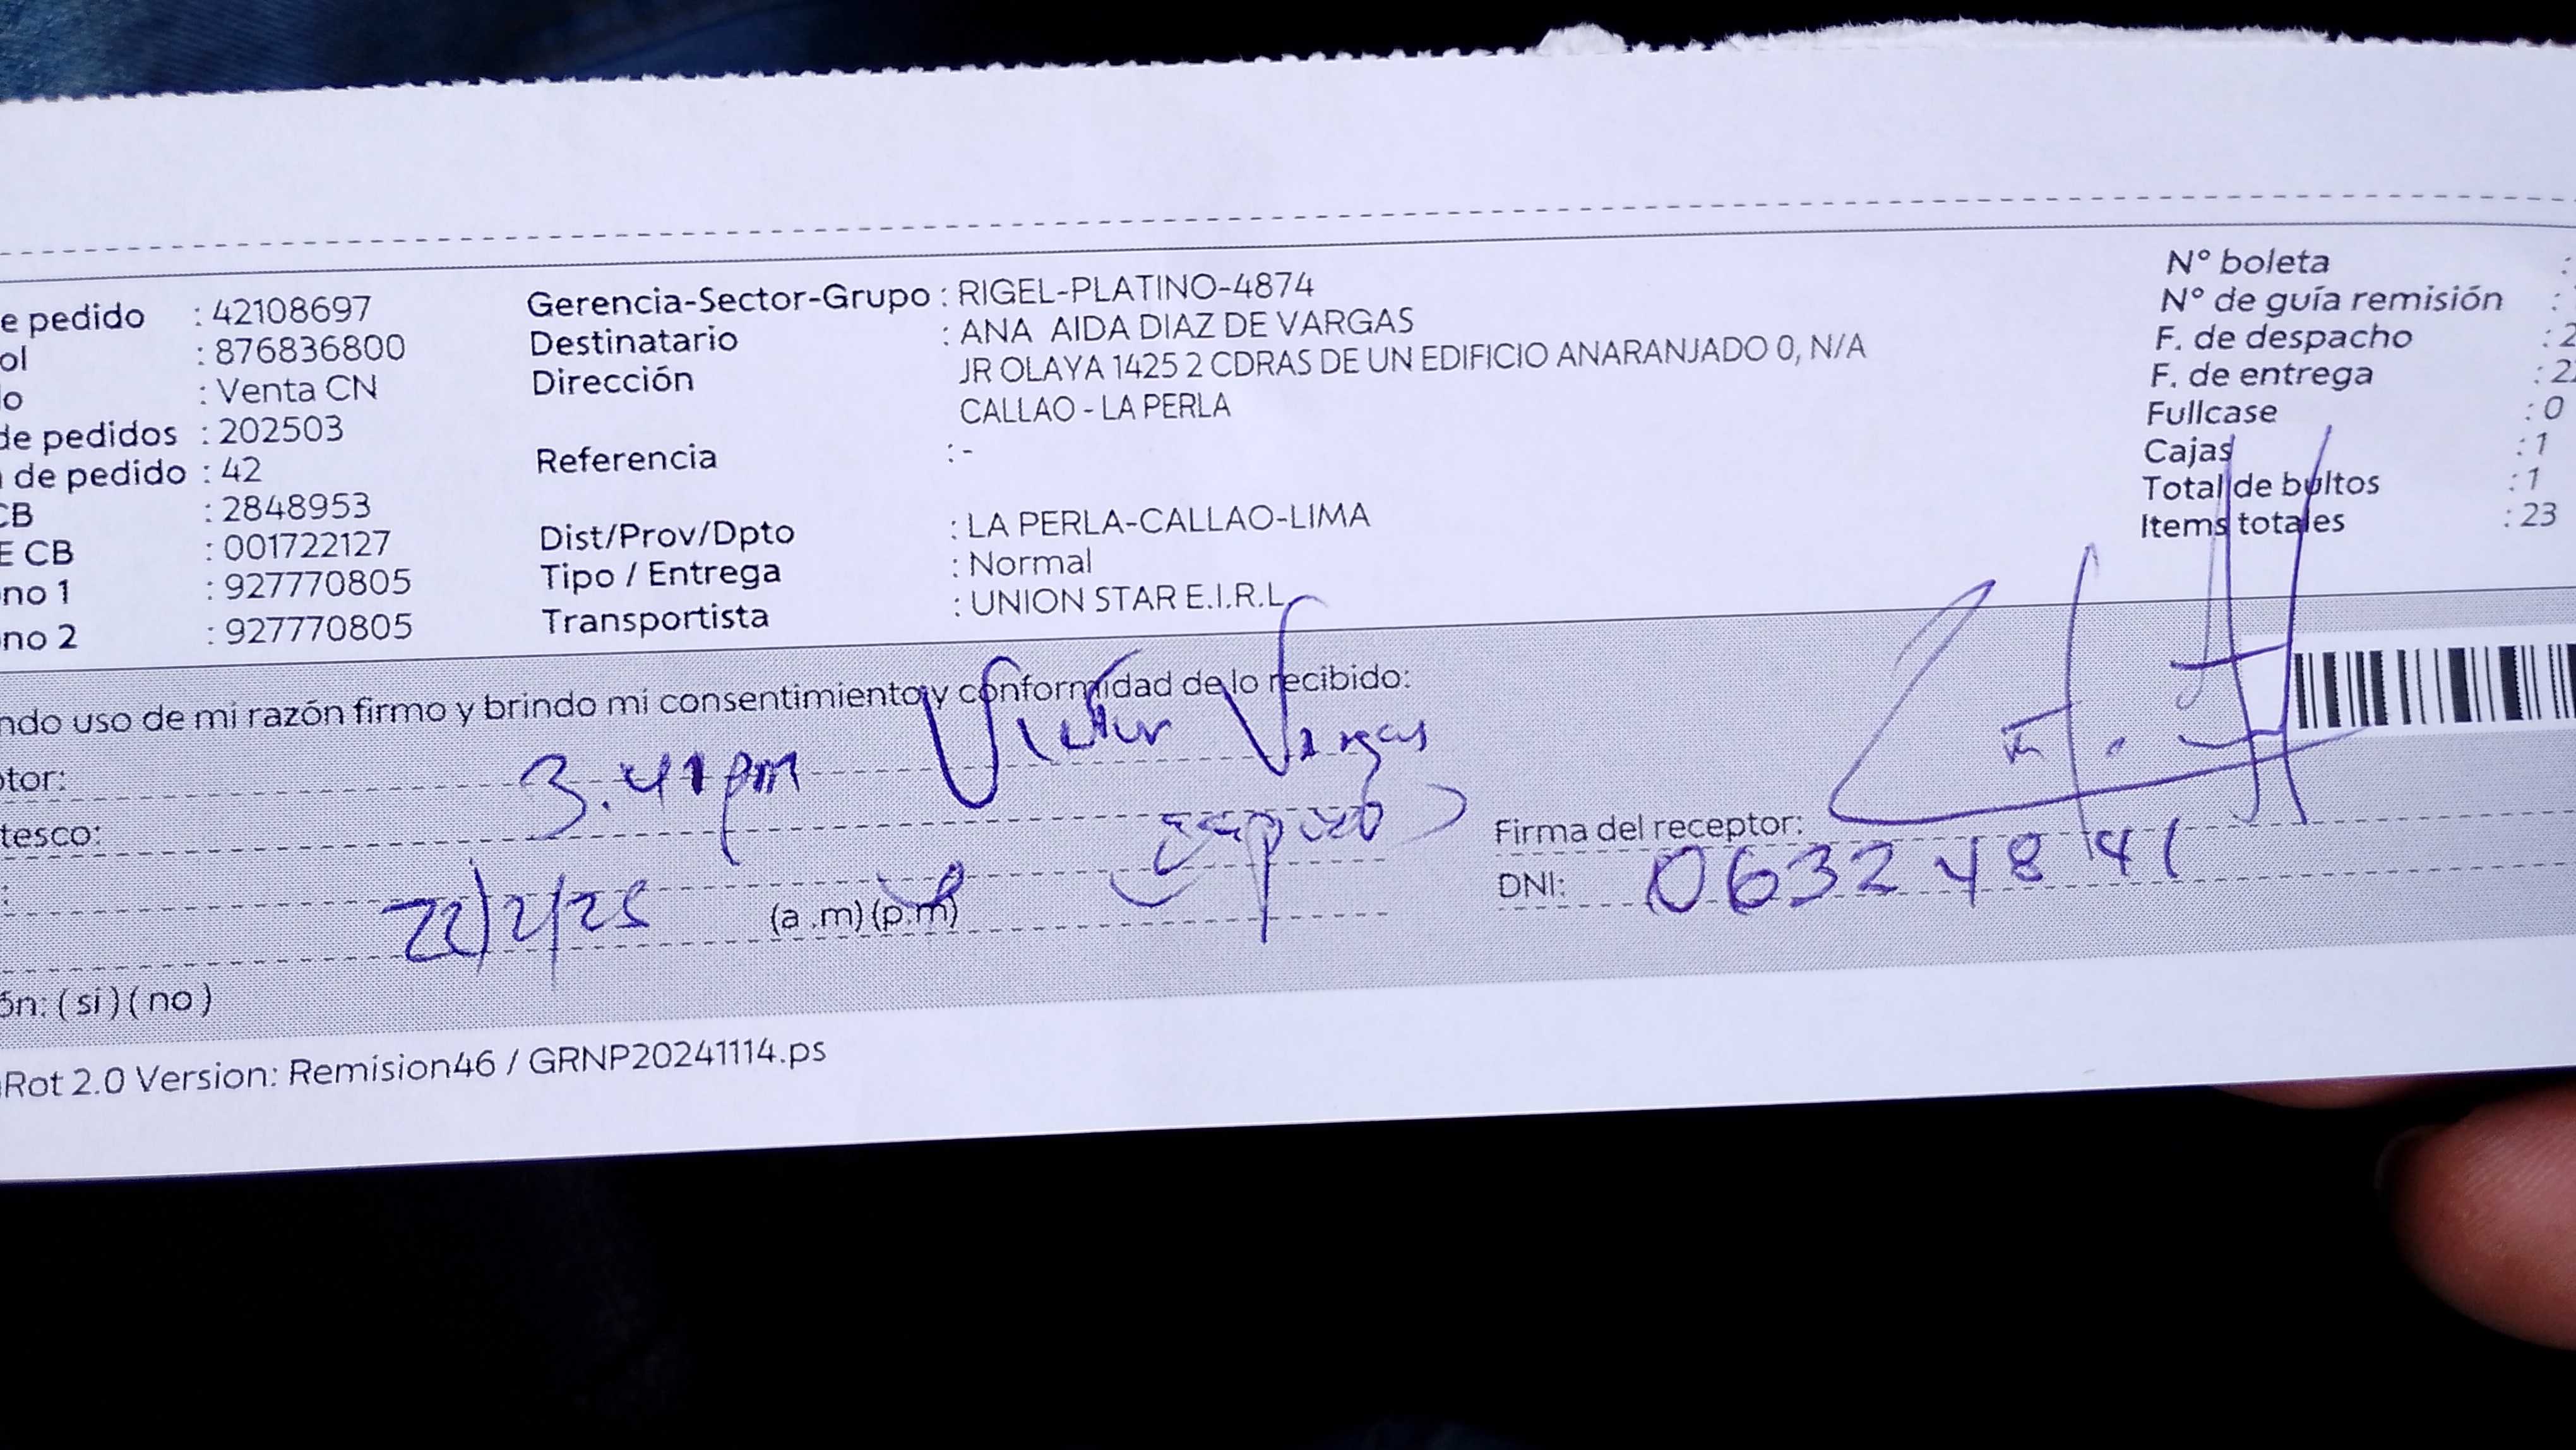 e pedido : 42108697
ol : 876836800
o : Venta CN
de pedidos : 202503
de pedido : 42
CB : 2848953
E CB : 001722127
no 1 : 927770805
no 2 : 927770805
Gerencia-Sector-Grupo : RIGEL-PLATINO-4874
Destinatario : ANA AIDA DIAZ DE VARGAS
Dirección JR OLAYA 1425 2 CDRAS DE UN EDIFICIO ANARANJADO 0, N/A
CALLAO - LA PERLA
Referencia : -
Dist/Prov/Dpto : LA PERLA-CALLAO-LIMA
Tipo / Entrega : Normal
Transportista : UNION STAR E.I.R.L
N° boleta :
N° de guía remisión :
F. de despacho : 2
F. de entrega : 2
Fullcase : 0
Cajas : 1
Total de bultos : 1
Items totales : 23
ndo uso de mi razón firmo y brindo mi consentimiento y conformidad de lo recibido:
tor: 3.41 pm Victor Vargas
tesco: esposo
Firma del receptor:
: 22/2/25 (a .m) (p.m)
DNI: 06324841
ón: ( si ) ( no )
Rot 2.0 Version: Remision46 / GRNP20241114.ps